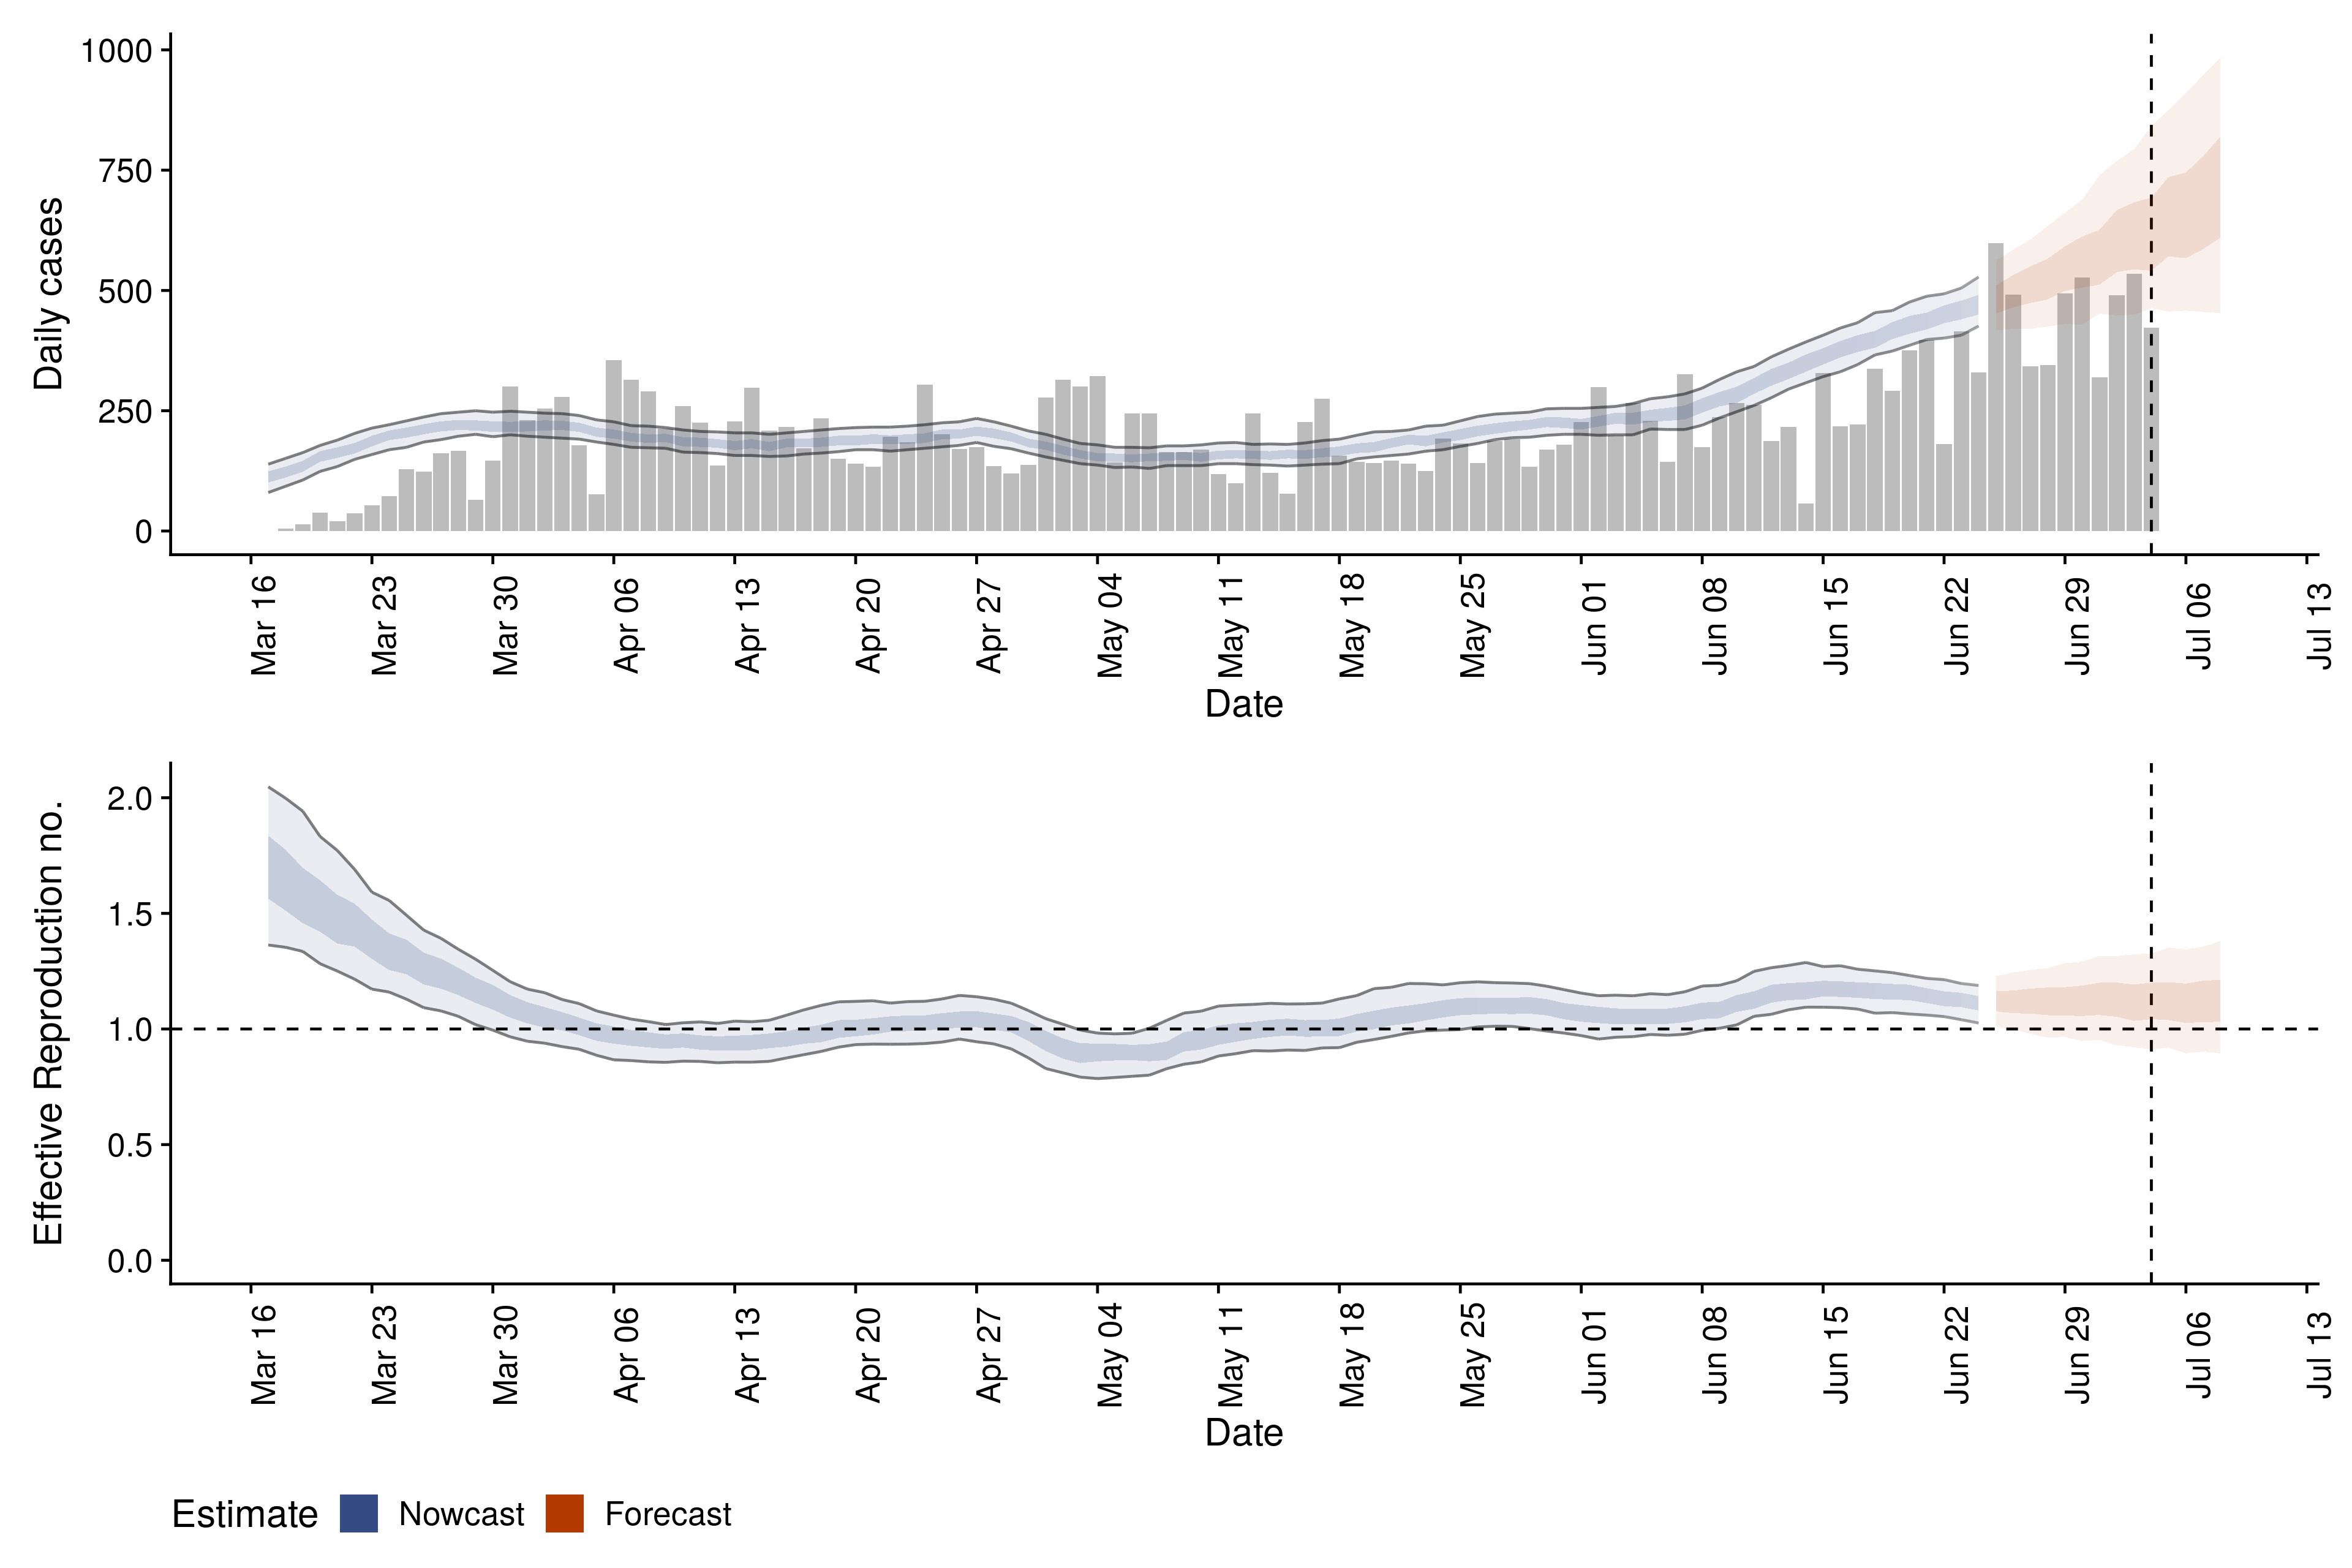 1000
750
500
250
0
Daily cases
Mar 16
Mar 23
Mar 30
Apr 06
Apr 13
Apr 20
Apr 27
May 04
May 11
May 18
May 25
Jun 01
Jun 08
Jun 15
Jun 22
Jun 29
Jul 06
Jul 13
Date
2.0
1.5
1.0
0.5
0.0
Effective Reproduction no.
Mar 16
Mar 23
Mar 30
Apr 06
Apr 13
Apr 20
Apr 27
May 04
May 11
May 18
May 25
Jun 01
Jun 08
Jun 15
Jun 22
Jun 29
Jul 06
Jul 13
Date
Estimate Nowcast Forecast